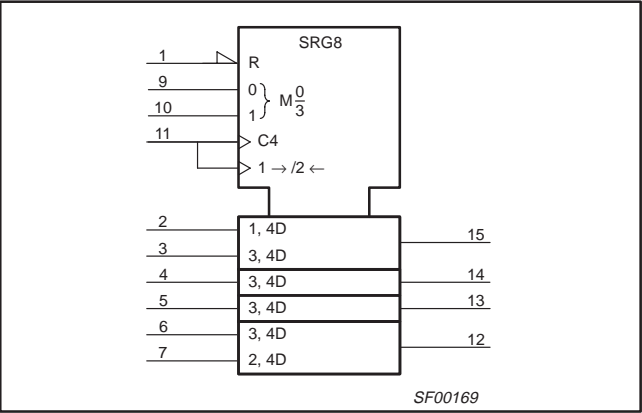 SRG8
1 R
9 0 } M 0/3
10 1
11 C4
1 → /2 ←
2 1, 4D
15
3 3, 4D
4 3, 4D 14
5 3, 4D 13
6 3, 4D
12
7 2, 4D
SF00169